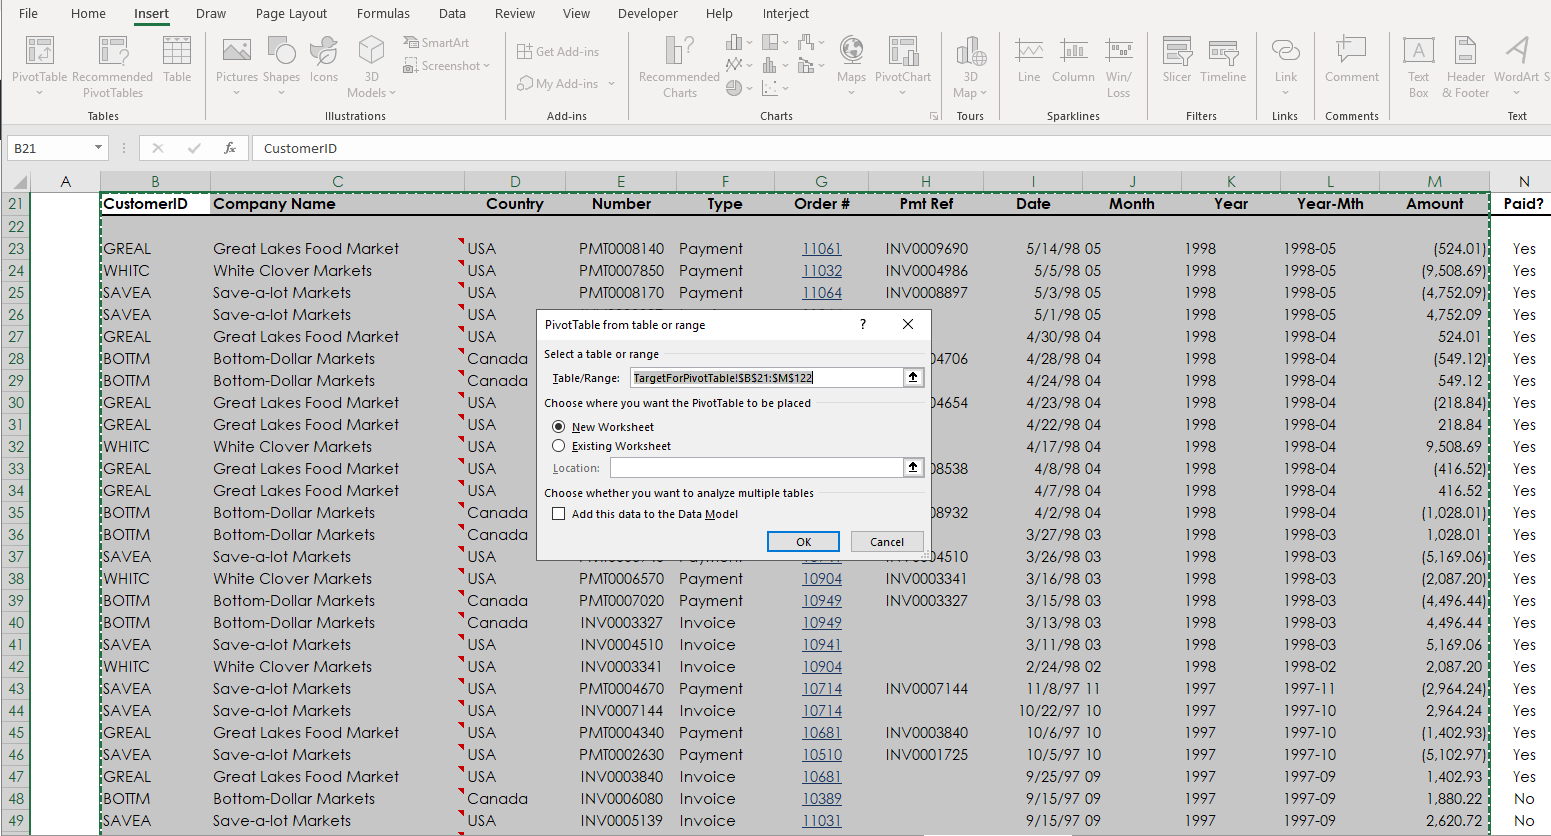 File Home Insert Draw Page Layout Formulas Data Review View Developer Help Interject
PivotTable Recommended PivotTables Table Pictures Shapes Icons 3D Models SmartArt Screenshot Get Add-ins My Add-ins Recommended Charts Maps PivotChart 3D Map Line Column Win/Loss Slicer Timeline Link Comment Text Box Header & Footer WordArt S
Tables Illustrations Add-ins Charts Tours Sparklines Filters Links Comments Text
B21 fx CustomerID
A B C D E F G H I J K L M N
21 CustomerID Company Name Country Number Type Order # Pmt Ref Date Month Year Year-Mth Amount Paid?
22
23 GREAL Great Lakes Food Market USA PMT0008140 Payment 11061 INV0009690 5/14/98 05 1998 1998-05 (524.01) Yes
24 WHITC White Clover Markets USA PMT0007850 Payment 11032 INV0004986 5/5/98 05 1998 1998-05 (9,508.69) Yes
25 SAVEA Save-a-lot Markets USA PMT0008170 Payment 11064 INV0008897 5/3/98 05 1998 1998-05 (4,752.09) Yes
26 SAVEA Save-a-lot Markets USA 5/1/98 05 1998 1998-05 4,752.09 Yes
27 GREAL Great Lakes Food Market USA 4/30/98 04 1998 1998-04 524.01 Yes
28 BOTTM Bottom-Dollar Markets Canada 4706 4/28/98 04 1998 1998-04 (549.12) Yes
29 BOTTM Bottom-Dollar Markets Canada 4/24/98 04 1998 1998-04 549.12 Yes
30 GREAL Great Lakes Food Market USA 4654 4/23/98 04 1998 1998-04 (218.84) Yes
31 GREAL Great Lakes Food Market USA 4/22/98 04 1998 1998-04 218.84 Yes
32 WHITC White Clover Markets USA 4/17/98 04 1998 1998-04 9,508.69 Yes
33 GREAL Great Lakes Food Market USA 8538 4/8/98 04 1998 1998-04 (416.52) Yes
34 GREAL Great Lakes Food Market USA 4/7/98 04 1998 1998-04 416.52 Yes
35 BOTTM Bottom-Dollar Markets Canada 8932 4/2/98 04 1998 1998-04 (1,028.01) Yes
36 BOTTM Bottom-Dollar Markets Canada 3/27/98 03 1998 1998-03 1,028.01 Yes
37 SAVEA Save-a-lot Markets USA 4510 3/26/98 03 1998 1998-03 (5,169.06) Yes
38 WHITC White Clover Markets USA PMT0006570 Payment 10904 INV0003341 3/16/98 03 1998 1998-03 (2,087.20) Yes
39 BOTTM Bottom-Dollar Markets Canada PMT0007020 Payment 10949 INV0003327 3/15/98 03 1998 1998-03 (4,496.44) Yes
40 BOTTM Bottom-Dollar Markets Canada INV0003327 Invoice 10949 3/13/98 03 1998 1998-03 4,496.44 Yes
41 SAVEA Save-a-lot Markets USA INV0004510 Invoice 10941 3/11/98 03 1998 1998-03 5,169.06 Yes
42 WHITC White Clover Markets USA INV0003341 Invoice 10904 2/24/98 02 1998 1998-02 2,087.20 Yes
43 SAVEA Save-a-lot Markets USA PMT0004670 Payment 10714 INV0007144 11/8/97 11 1997 1997-11 (2,964.24) Yes
44 SAVEA Save-a-lot Markets USA INV0007144 Invoice 10714 10/22/97 10 1997 1997-10 2,964.24 Yes
45 GREAL Great Lakes Food Market USA PMT0004340 Payment 10681 INV0003840 10/6/97 10 1997 1997-10 (1,402.93) Yes
46 SAVEA Save-a-lot Markets USA PMT0002630 Payment 10510 INV0001725 10/5/97 10 1997 1997-10 (5,102.97) Yes
47 GREAL Great Lakes Food Market USA INV0003840 Invoice 10681 9/25/97 09 1997 1997-09 1,402.93 Yes
48 BOTTM Bottom-Dollar Markets Canada INV0006080 Invoice 10389 9/15/97 09 1997 1997-09 1,880.22 No
49 SAVEA Save-a-lot Markets USA INV0005139 Invoice 11031 9/15/97 09 1997 1997-09 2,620.72 No
PivotTable from table or range ?
Select a table or range
Table/Range: TargetForPivotTable!$B$21:$M$122
Choose where you want the PivotTable to be placed
New Worksheet
Existing Worksheet
Location:
Choose whether you want to analyze multiple tables
Add this data to the Data Model
OK Cancel